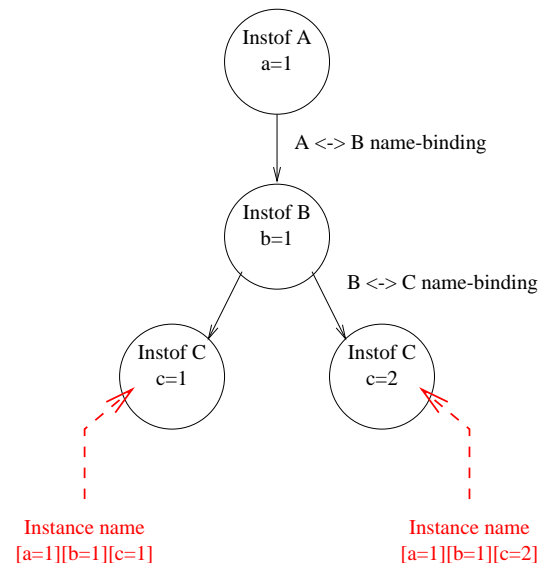 Instof A
a=1
A <-> B name-binding
Instof B
b=1
B <-> C name-binding
Instof C
c=1
Instof C
c=2
Instance name
[a=1][b=1][c=1]
Instance name
[a=1][b=1][c=2]